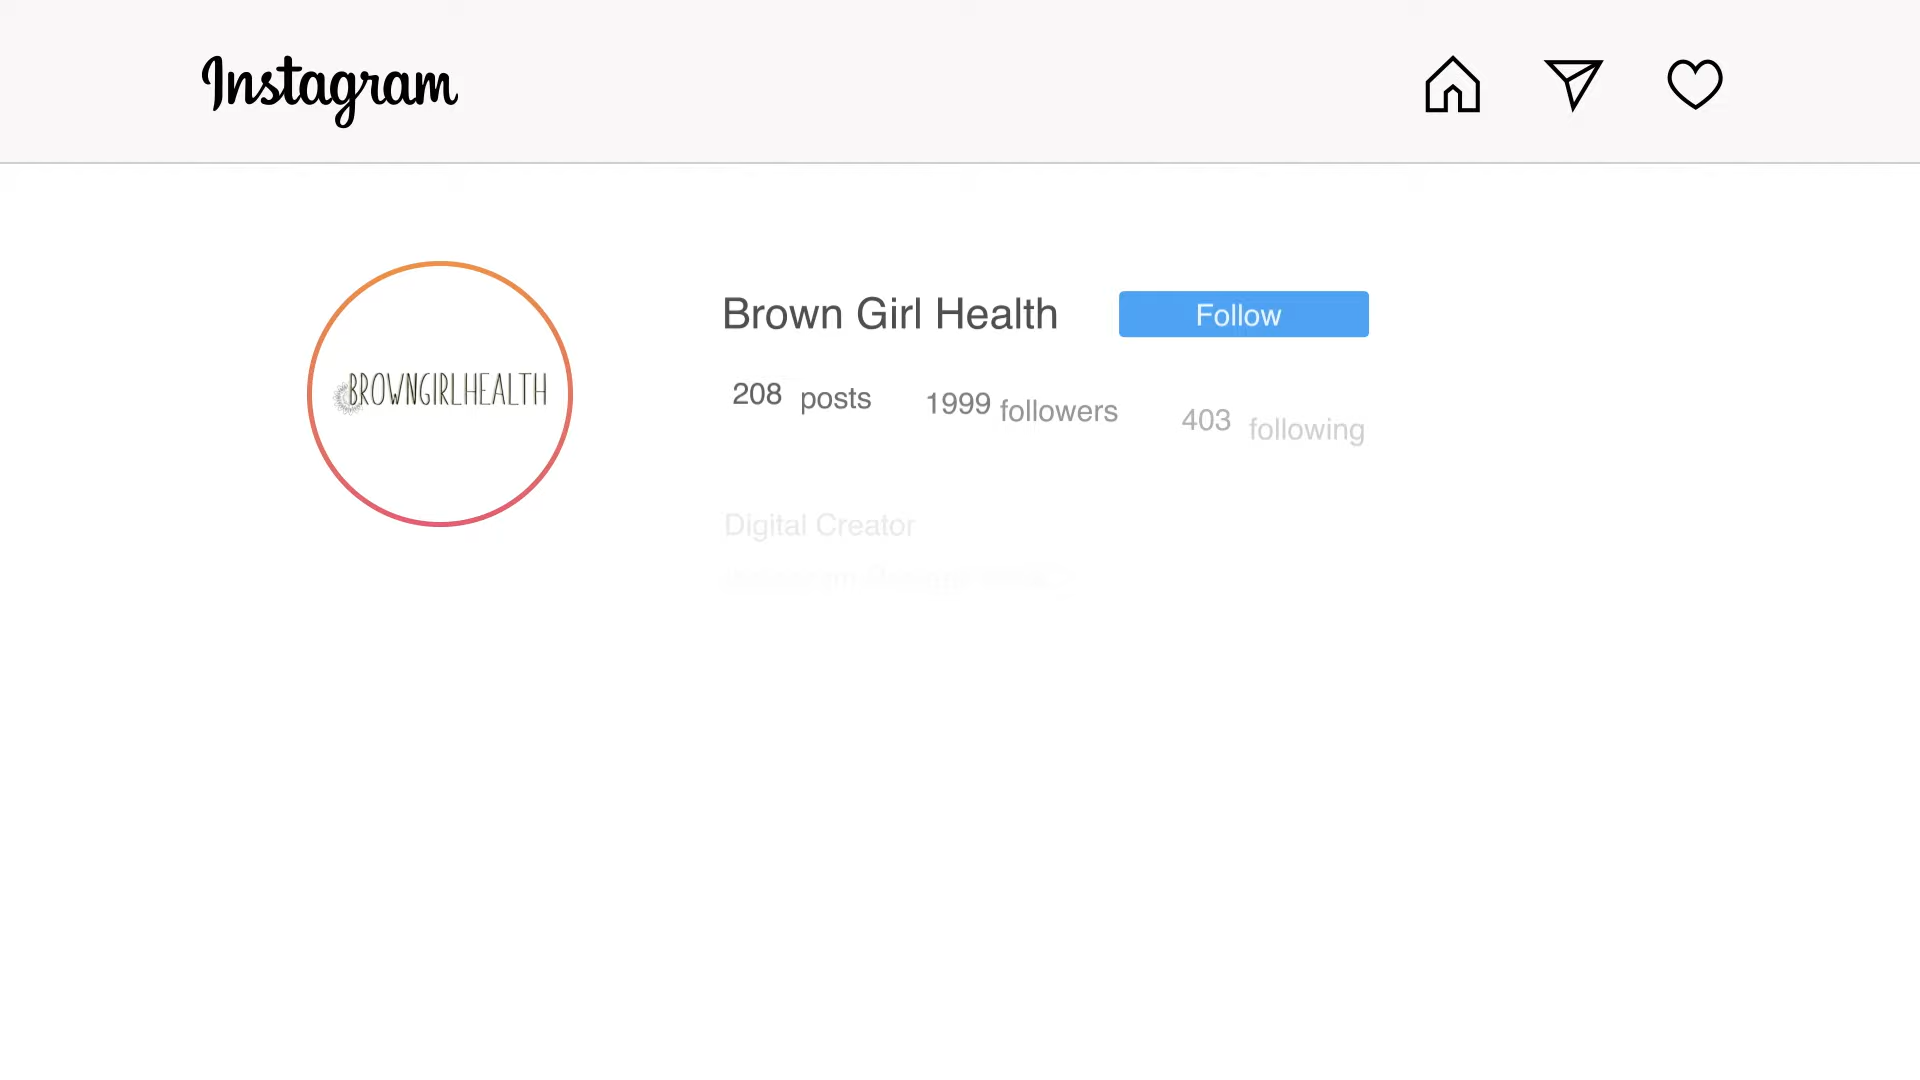 Instagram
BROWNGIRLHEALTH
Brown Girl Health
Follow
208 posts
1999 followers
403 following
Digital Creator